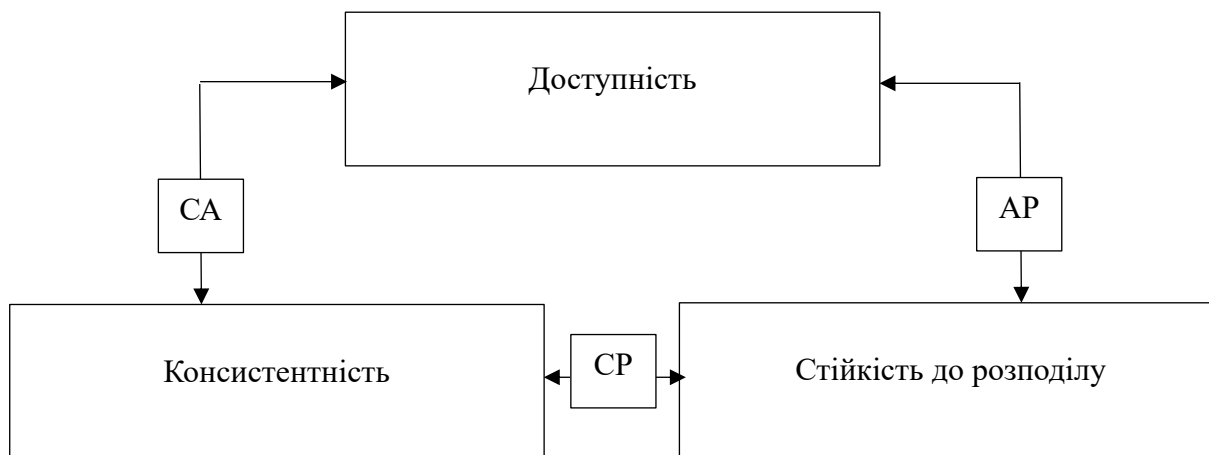 Доступність
CA
AP
Консистентність
CP
Стійкість до розподілу